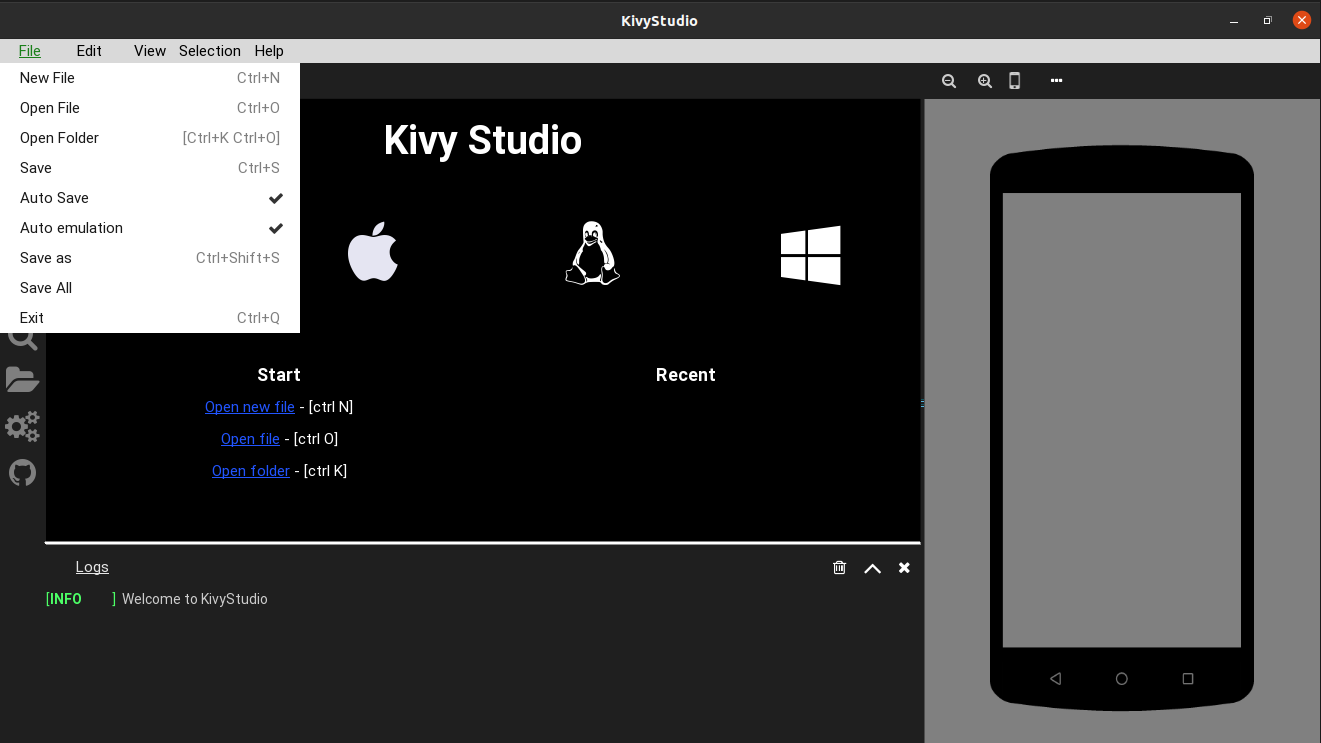 KivyStudio
File Edit View Selection Help
New File Ctrl+N
Open File Ctrl+O
Open Folder [Ctrl+K Ctrl+O]
Save Ctrl+S
Auto Save
Auto emulation
Save as Ctrl+Shift+S
Save All
Exit Ctrl+Q
Kivy Studio
Start
Open new file - [ctrl N]
Open file - [ctrl O]
Open folder - [ctrl K]
Recent
Logs
[INFO ] Welcome to KivyStudio